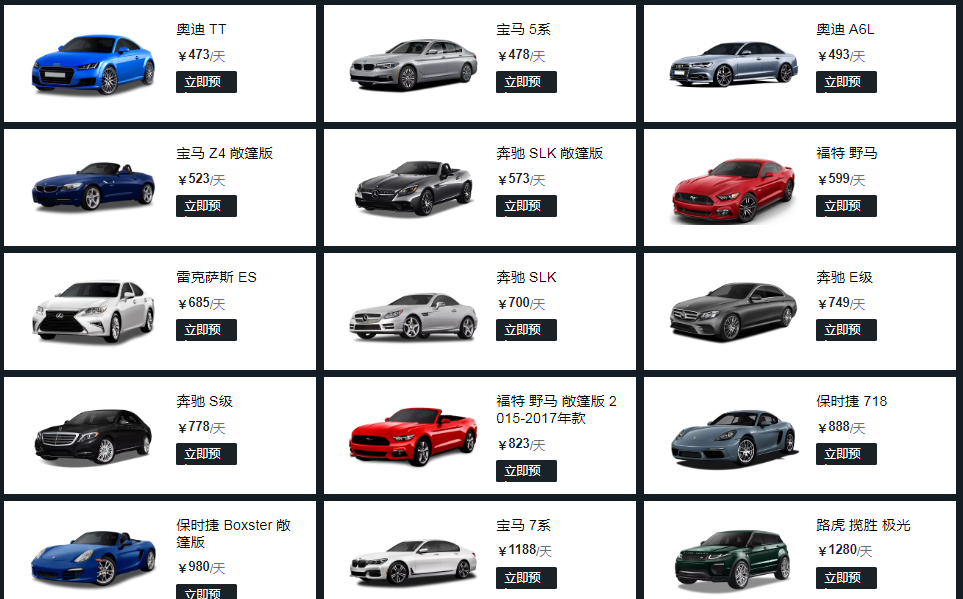 奥迪 TT
￥473/天
立即预
宝马 5系
￥478/天
立即预
奥迪 A6L
￥493/天
立即预
宝马 Z4 敞篷版
￥523/天
立即预
奔驰 SLK 敞篷版
￥573/天
立即预
福特 野马
￥599/天
立即预
雷克萨斯 ES
￥685/天
立即预
奔驰 SLK
￥700/天
立即预
奔驰 E级
￥749/天
立即预
奔驰 S级
￥778/天
立即预
福特 野马 敞篷版 2
015-2017年款
￥823/天
立即预
保时捷 718
￥888/天
立即预
保时捷 Boxster 敞
篷版
￥980/天
立即预
宝马 7系
￥1188/天
立即预
路虎 揽胜 极光
￥1280/天
立即预